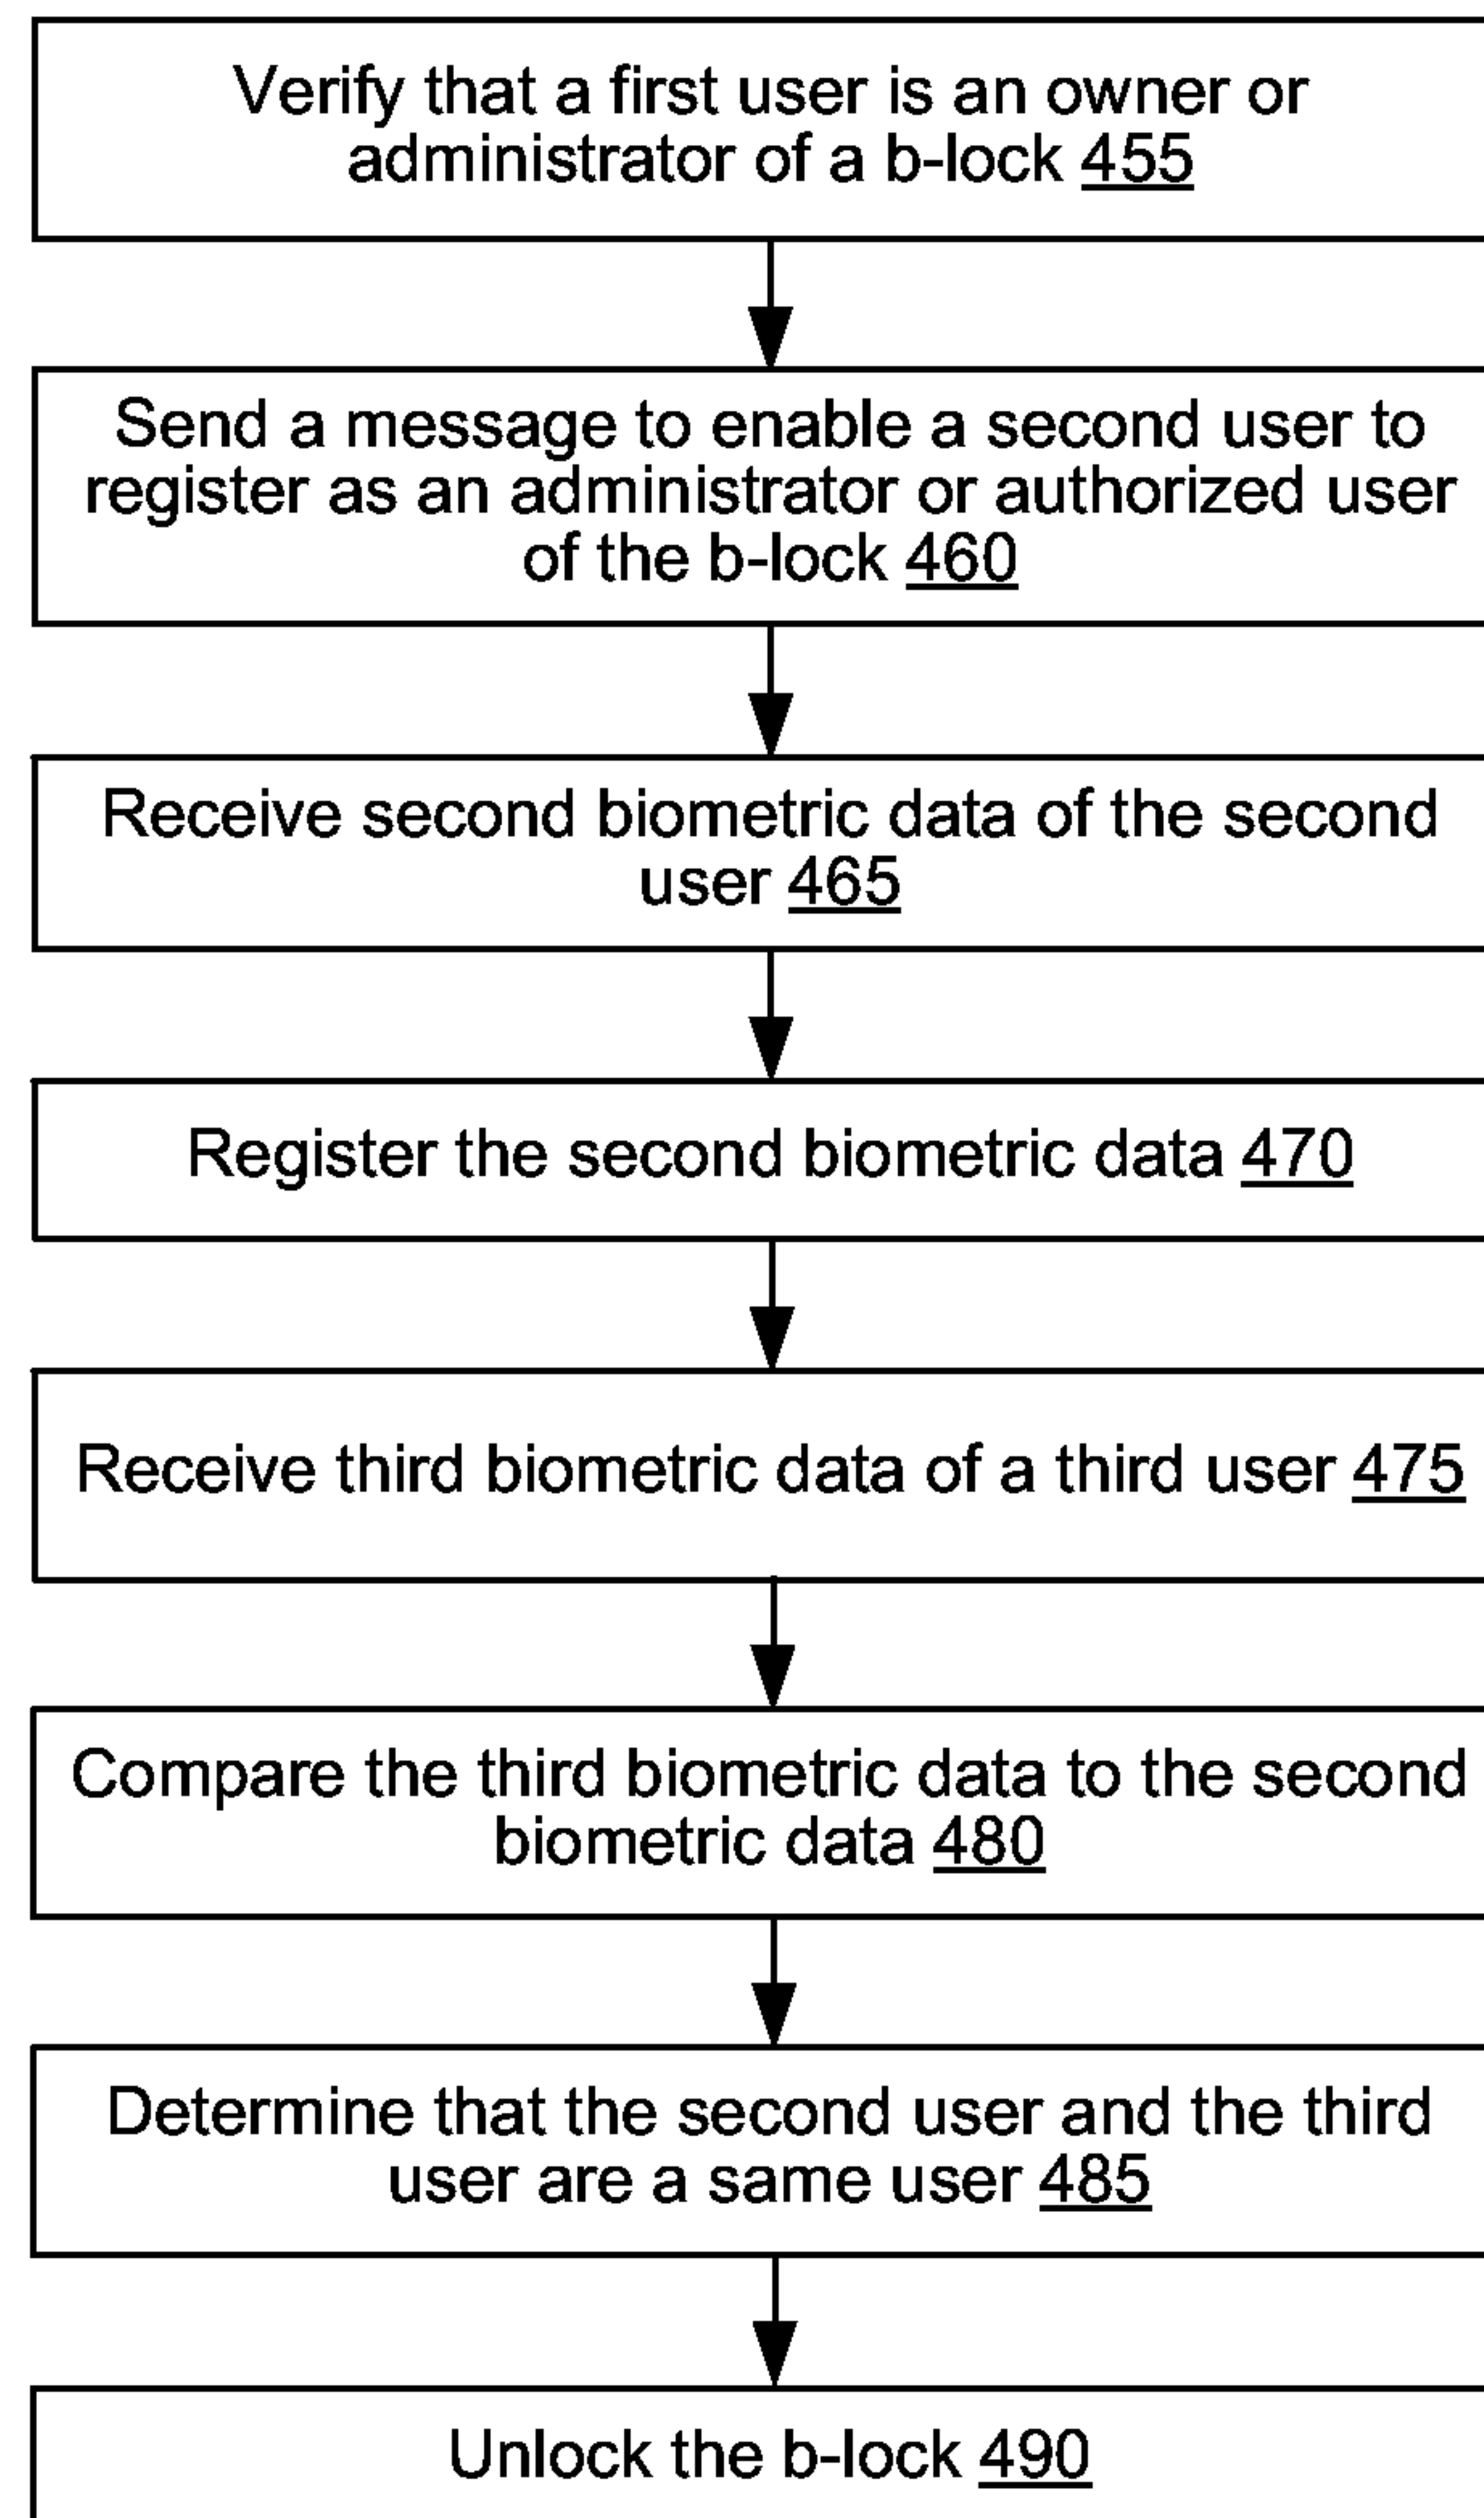 Verify that a first user is an owner or
administrator of a b-lock 455
Send a message to enable a second user to
register as an administrator or authorized user
of the b-lock 460
Receive second biometric data of the second
user 465
Register the second biometric data 470
Receive third biometric data of a third user 475
Compare the third biometric data to the second
biometric data 480
Determine that the second user and the third
user are a same user 485
Unlock the b-lock 490